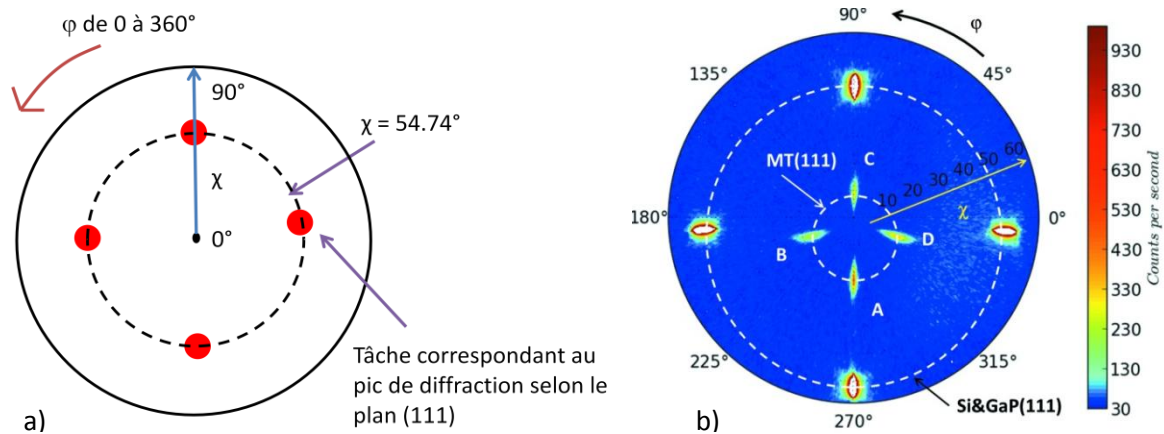 φ de 0 à 360°
90°
χ = 54.74°
χ
0°
Tâche correspondant au
pic de diffraction selon le
plan (111)
a)
90°
φ
135°
45°
C
MT(111)
10 20 30 40 50 60
χ
180°
0°
B
D
A
225°
315°
Si&GaP(111)
270°
b)
930
830
730
630
530
430
330
230
130
30
Counts per second